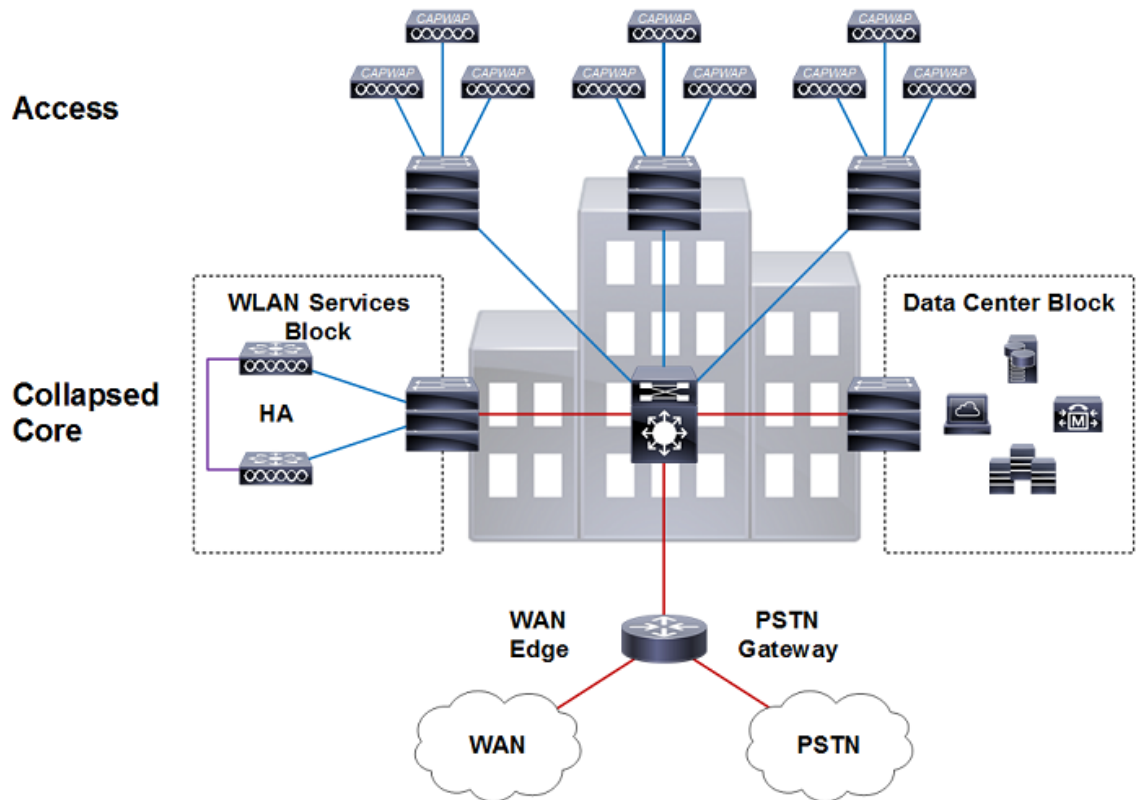 CAPWAP
CAPWAP
CAPWAP
CAPWAP
CAPWAP
CAPWAP
CAPWAP
CAPWAP
CAPWAP
Access
WLAN Services
Block
Data Center Block
Collapsed
Core
HA
M
WAN
Edge
PSTN
Gateway
WAN
PSTN